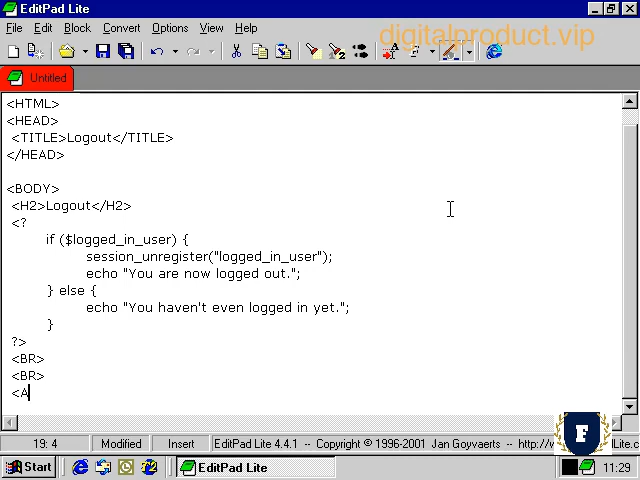 EditPad Lite
File Edit Block Convert Options View Help
digitalproduct.vip
Untitled
<HTML>
<HEAD>
<TITLE>Logout</TITLE>
</HEAD>
<BODY>
<H2>Logout</H2>
<?
if ($logged_in_user) {
session_unregister("logged_in_user");
echo "You are now logged out.";
} else {
echo "You haven't even logged in yet.";
}
?>
<BR>
<BR>
<A
F
19: 4 Modified Insert EditPad Lite 4.4.1 -- Copyright © 1996-2001 Jan Goyvaerts -- http://w
Start EditPad Lite 11:29